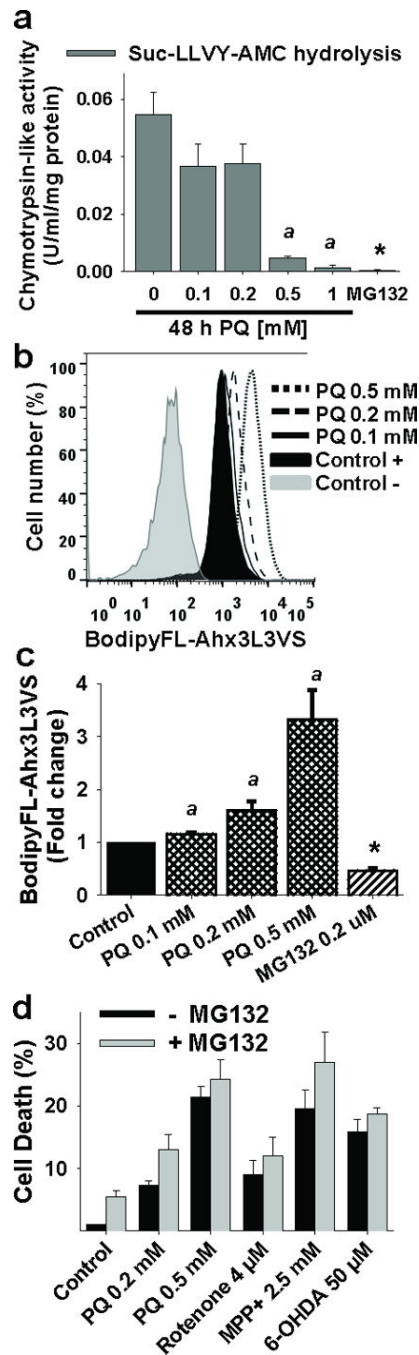 a
Suc-LLVY-AMC hydrolysis
Chymotrypsin-like activity
(U/ml/mg protein)
0.06
0.04
0.02
0.00
a
a
*
0
0.1
0.2
0.5
1
MG132
48 h PQ [mM]
b
Cell number (%)
100
80
60
40
20
0
PQ 0.5 mM
PQ 0.2 mM
PQ 0.1 mM
Control +
Control -
10^0
10^1
10^2
10^3
10^4
10^5
BodipyFL-Ahx3L3VS
c
BodipyFL-Ahx3L3VS
(Fold change)
4
3
2
1
0
a
a
a
*
Control
PQ 0.1 mM
PQ 0.2 mM
PQ 0.5 mM
MG132 0.2 uM
d
- MG132
+ MG132
Cell Death (%)
30
20
10
Control
PQ 0.2 mM
PQ 0.5 mM
Rotenone 4 µM
MPP+ 2.5 mM
6-OHDA 50 µM